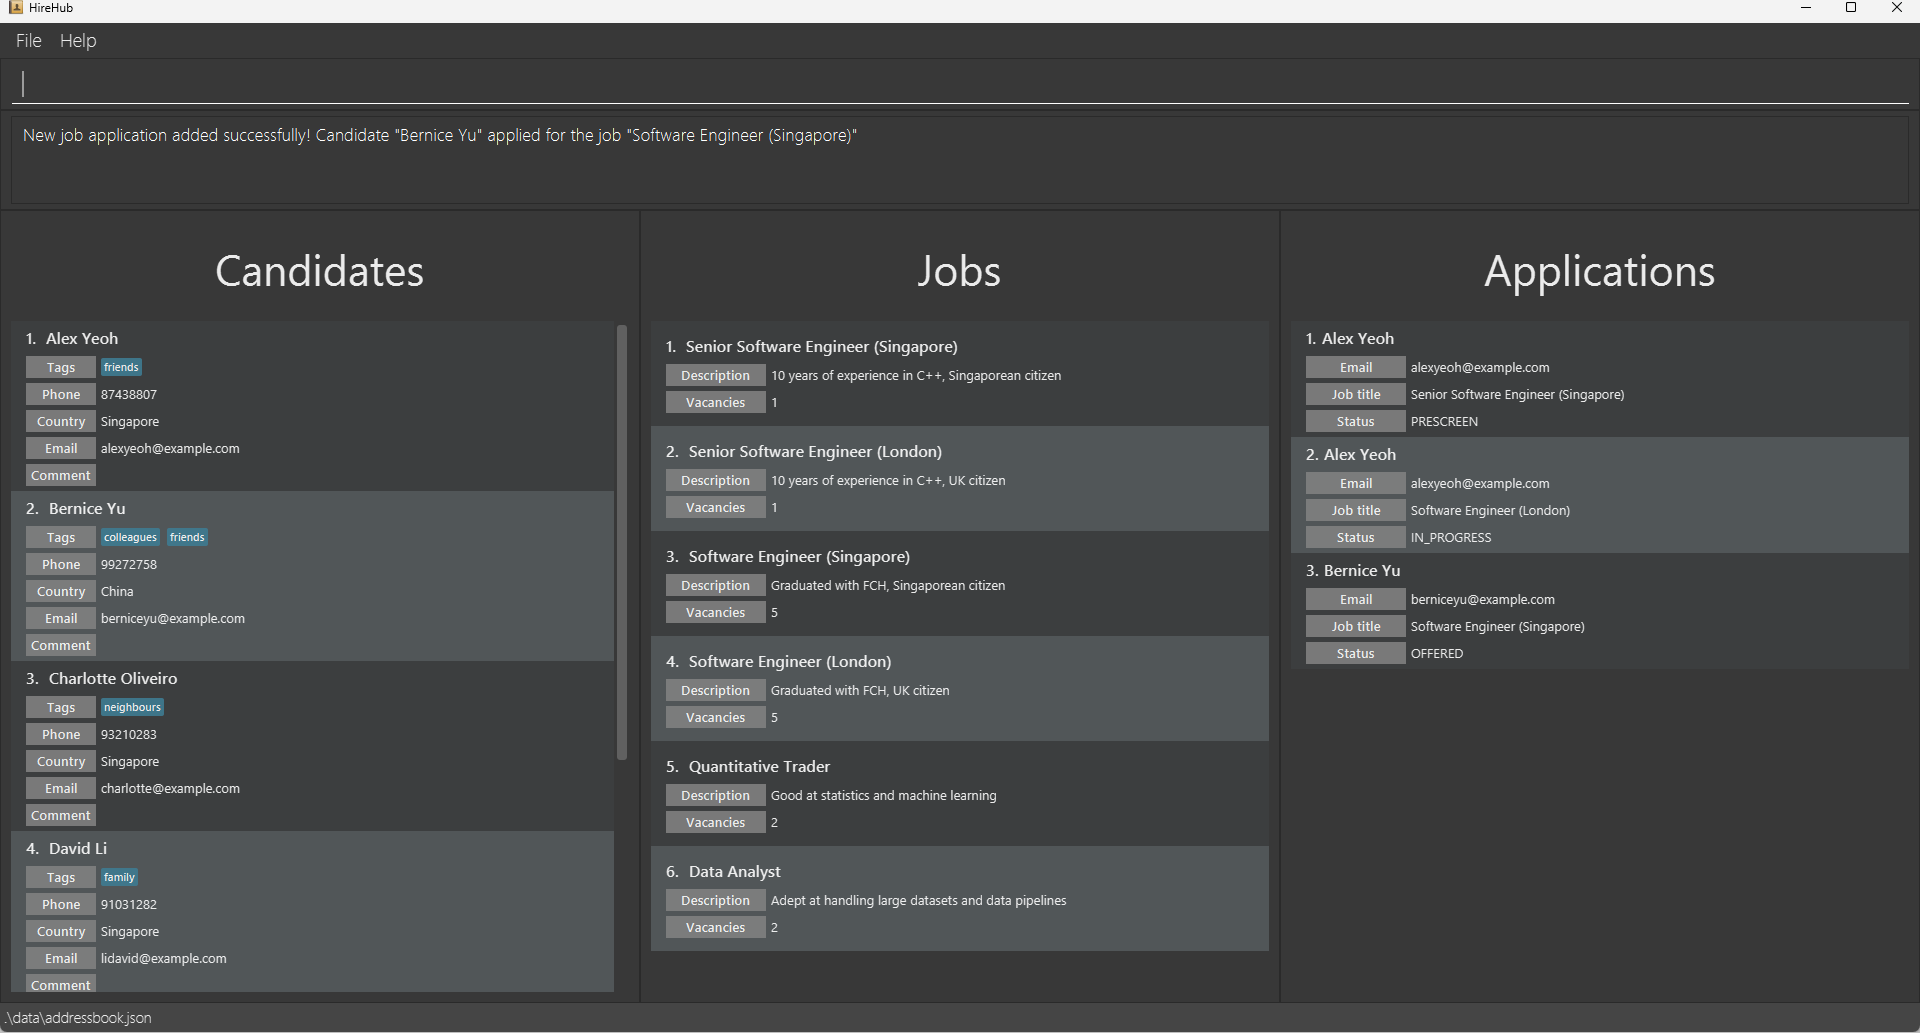 HireHub
File Help
New job application added successfully! Candidate "Bernice Yu" applied for the job "Software Engineer (Singapore)"
Candidates
1. Alex Yeoh
Tags friends
Phone 87438807
Country Singapore
Email alexyeoh@example.com
Comment
2. Bernice Yu
Tags colleagues friends
Phone 99272758
Country China
Email berniceyu@example.com
Comment
3. Charlotte Oliveiro
Tags neighbours
Phone 93210283
Country Singapore
Email charlotte@example.com
Comment
4. David Li
Tags family
Phone 91031282
Country Singapore
Email lidavid@example.com
Comment
Jobs
1. Senior Software Engineer (Singapore)
Description 10 years of experience in C++, Singaporean citizen
Vacancies 1
2. Senior Software Engineer (London)
Description 10 years of experience in C++, UK citizen
Vacancies 1
3. Software Engineer (Singapore)
Description Graduated with FCH, Singaporean citizen
Vacancies 5
4. Software Engineer (London)
Description Graduated with FCH, UK citizen
Vacancies 5
5. Quantitative Trader
Description Good at statistics and machine learning
Vacancies 2
6. Data Analyst
Description Adept at handling large datasets and data pipelines
Vacancies 2
Applications
1. Alex Yeoh
Email alexyeoh@example.com
Job title Senior Software Engineer (Singapore)
Status PRESCREEN
2. Alex Yeoh
Email alexyeoh@example.com
Job title Software Engineer (London)
Status IN_PROGRESS
3. Bernice Yu
Email berniceyu@example.com
Job title Software Engineer (Singapore)
Status OFFERED
.\data\addressbook.json